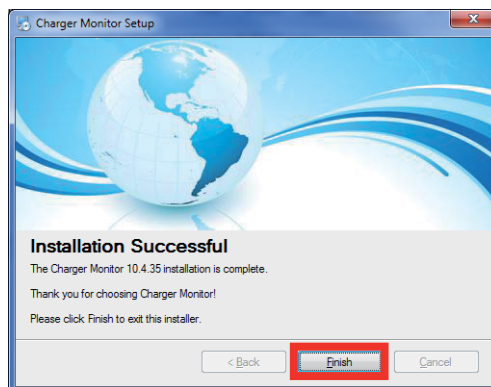 Charger Monitor Setup
Installation Successful
The Charger Monitor 10.4.35 installation is complete.
Thank you for choosing Charger Monitor!
Please click Finish to exit this installer.
< Back
Finish
Cancel